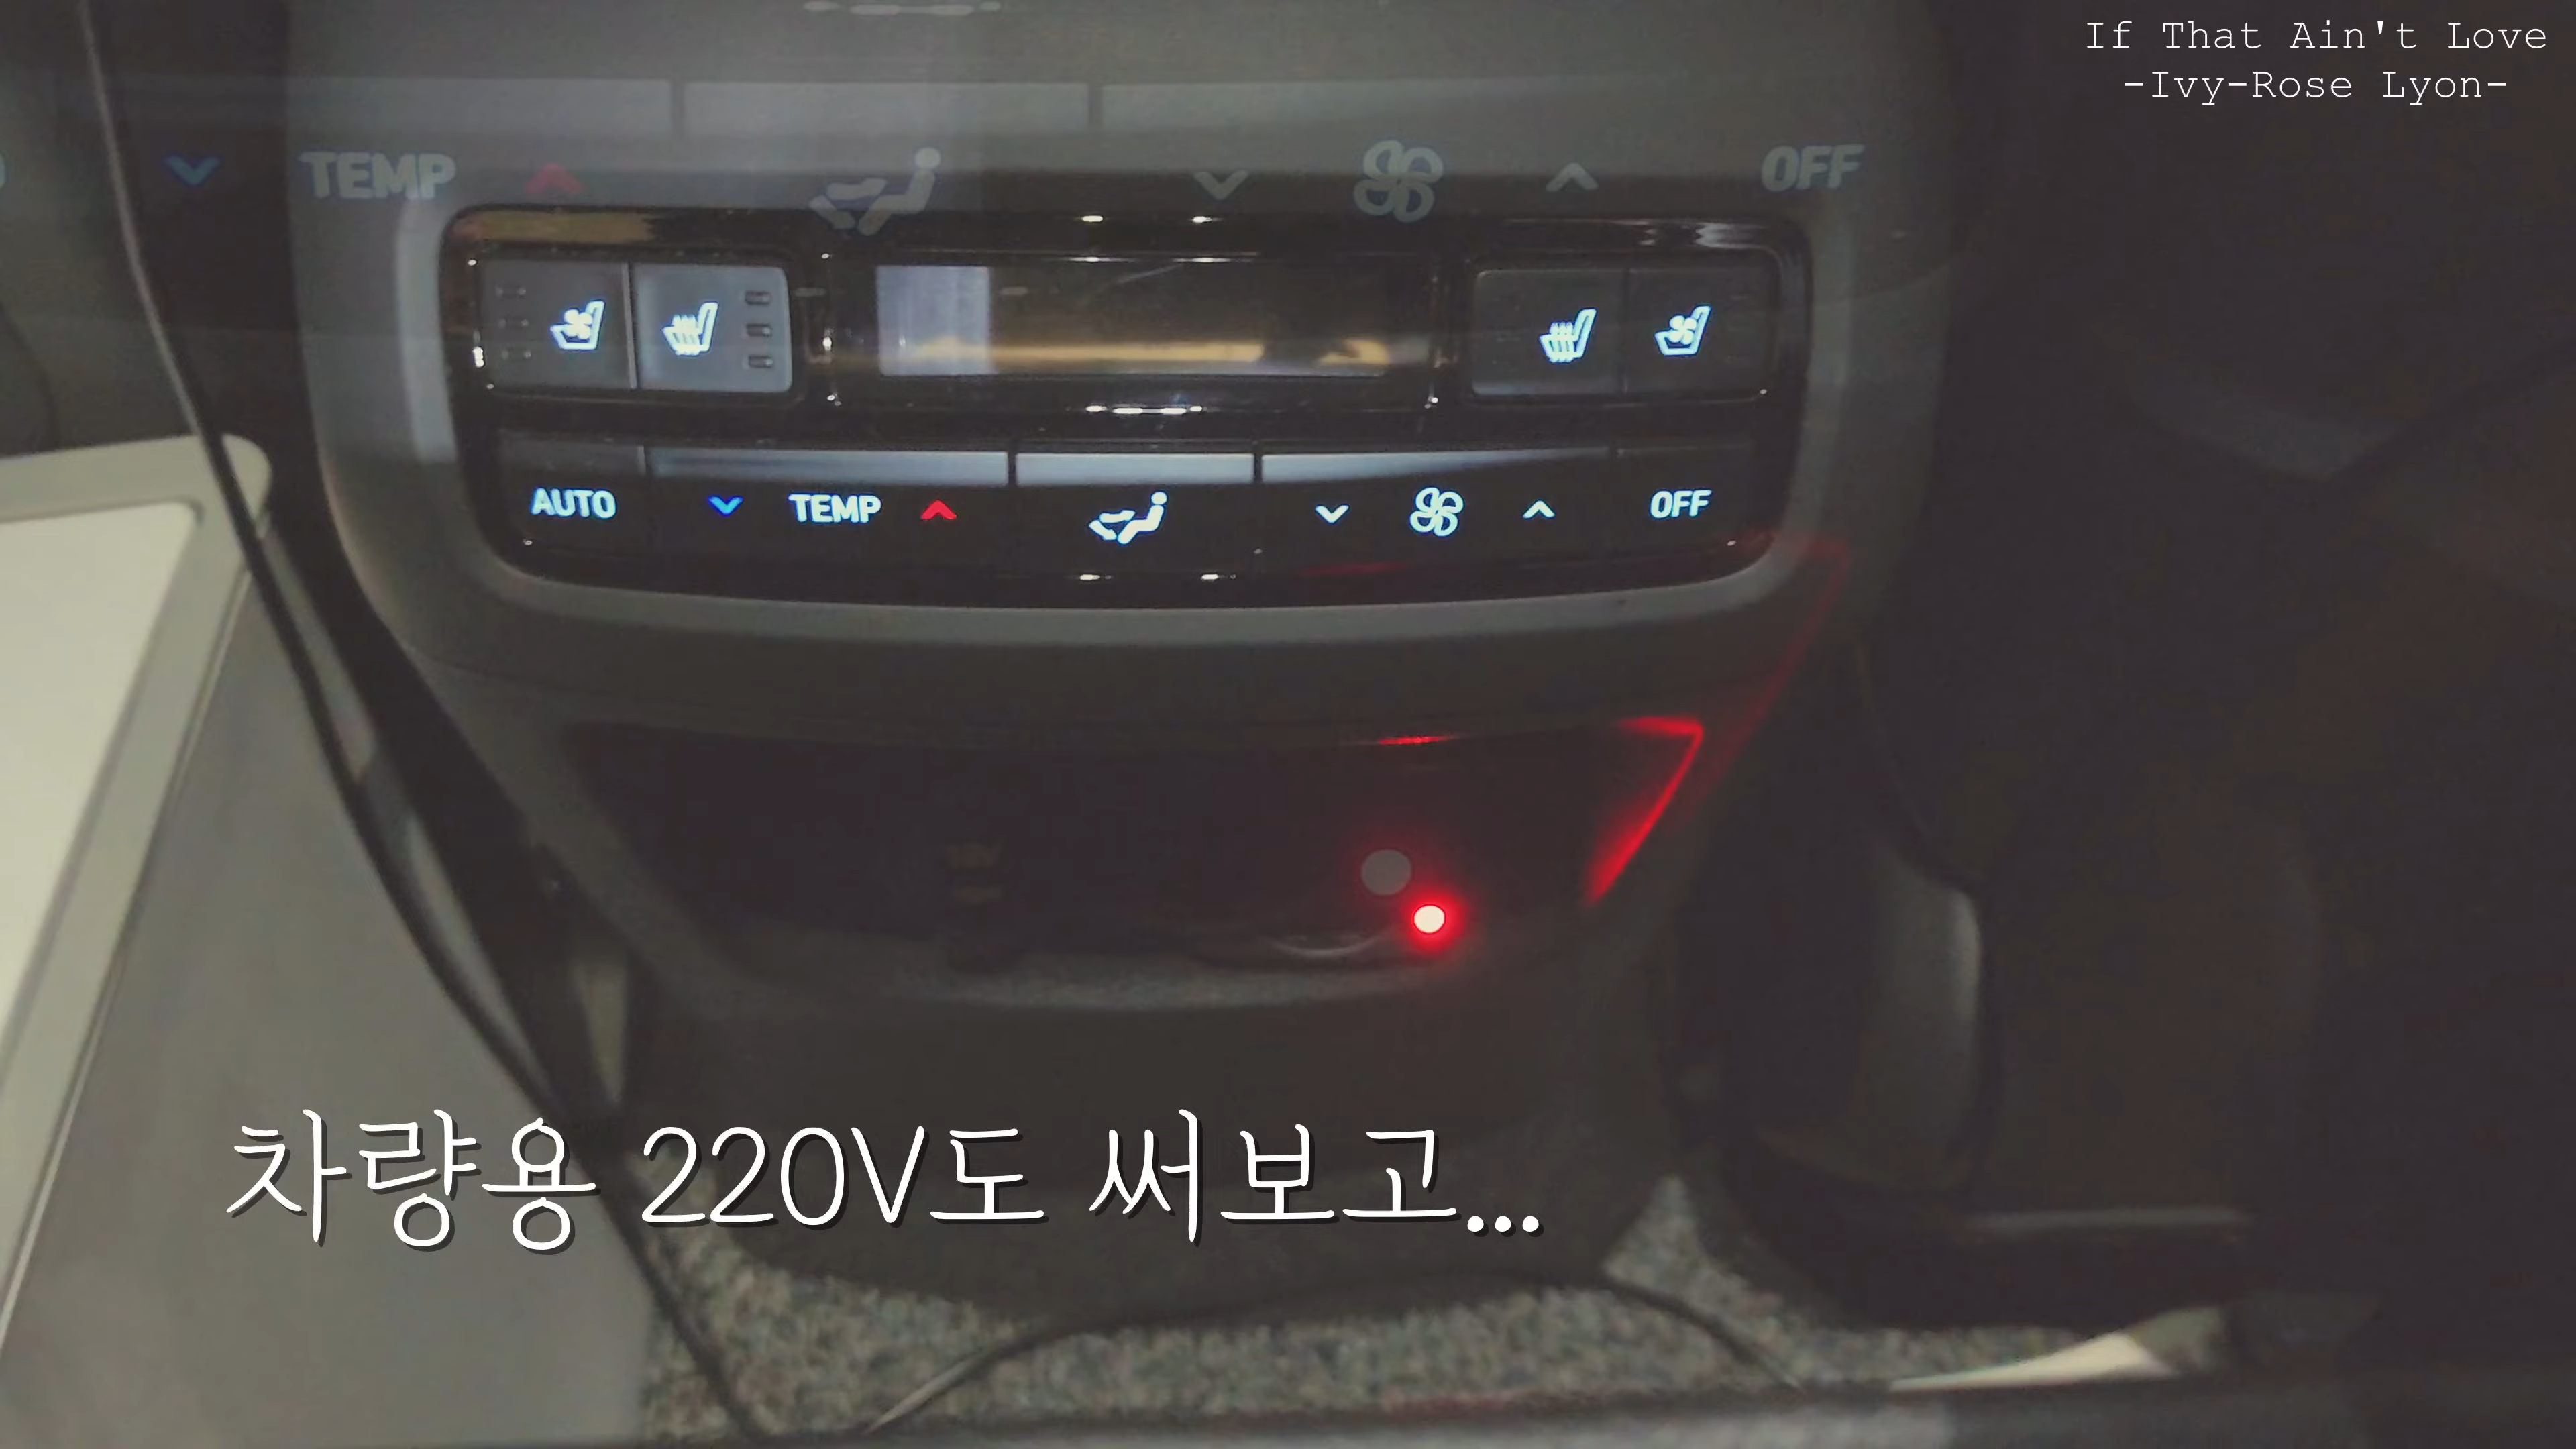 If That Ain't Love
-Ivy-Rose Lyon-
TEMP OFF
AUTO TEMP OFF
차량용 220V도 써보고...